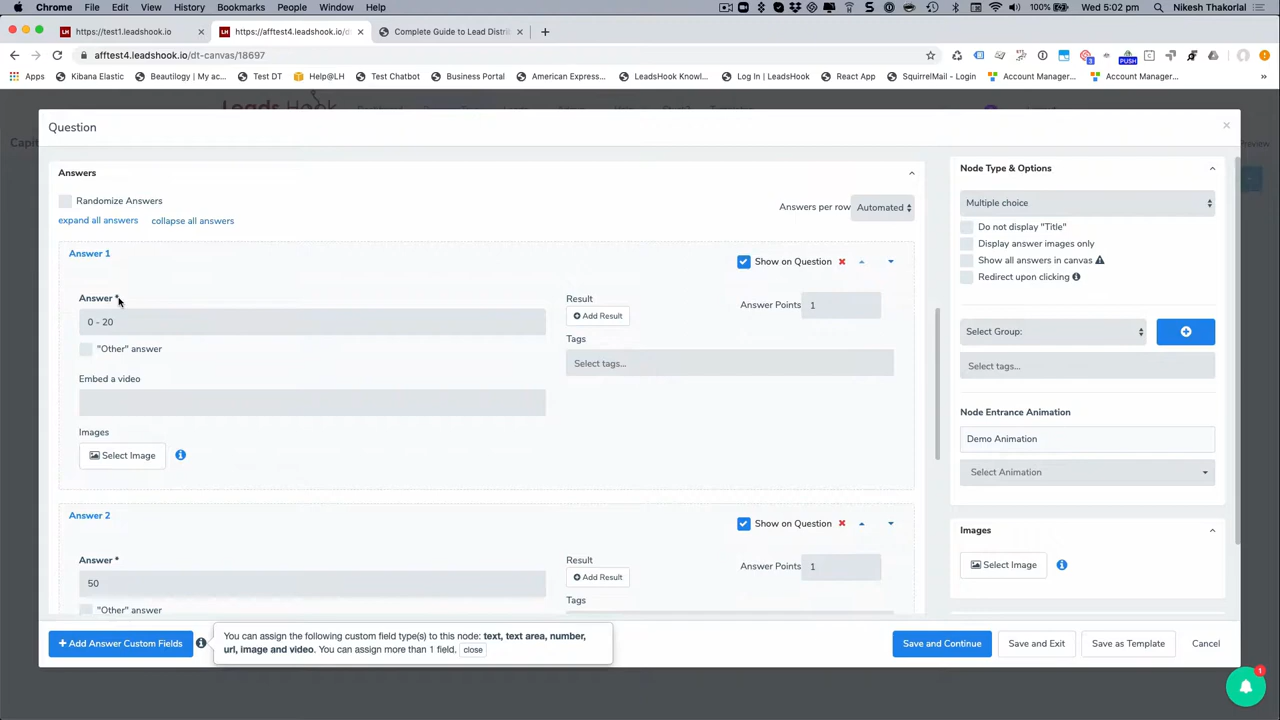 Chrome File Edit View History Bookmarks People Window Help
100% Wed 5:02 pm Nikesh Thakorlal
https://test1.leadshook.io
https://afftest4.leadshook.io/d
Complete Guide to Lead Distri
afftest4.leadshook.io/dt-canvas/18697
PUSH
Apps Kibana Elastic Beautilogy | My ac... Test DT Help@LH Test Chatbot Business Portal American Express... LeadsHook Knowl... Log In | LeadsHook React App SquirrelMail - Login Account Manager... Account Manager...
Leads Hook
Capi
Preview
Question
Answers
Randomize Answers
expand all answers collapse all answers
Answers per row Automated
Answer 1
Show on Question
Answer *
0 - 20
"Other" answer
Embed a video
Images
Select Image
Result
Add Result
Tags
Select tags...
Answer Points 1
Answer 2
Show on Question
Answer *
50
"Other" answer
Result
Add Result
Tags
Answer Points 1
Node Type & Options
Multiple choice
Do not display "Title"
Display answer images only
Show all answers in canvas
Redirect upon clicking
Select Group:
Select tags...
Node Entrance Animation
Demo Animation
Select Animation
Images
Select Image
+ Add Answer Custom Fields
You can assign the following custom field type(s) to this node: text, text area, number,
url, image and video. You can assign more than 1 field. close
Save and Continue Save and Exit Save as Template Cancel
1